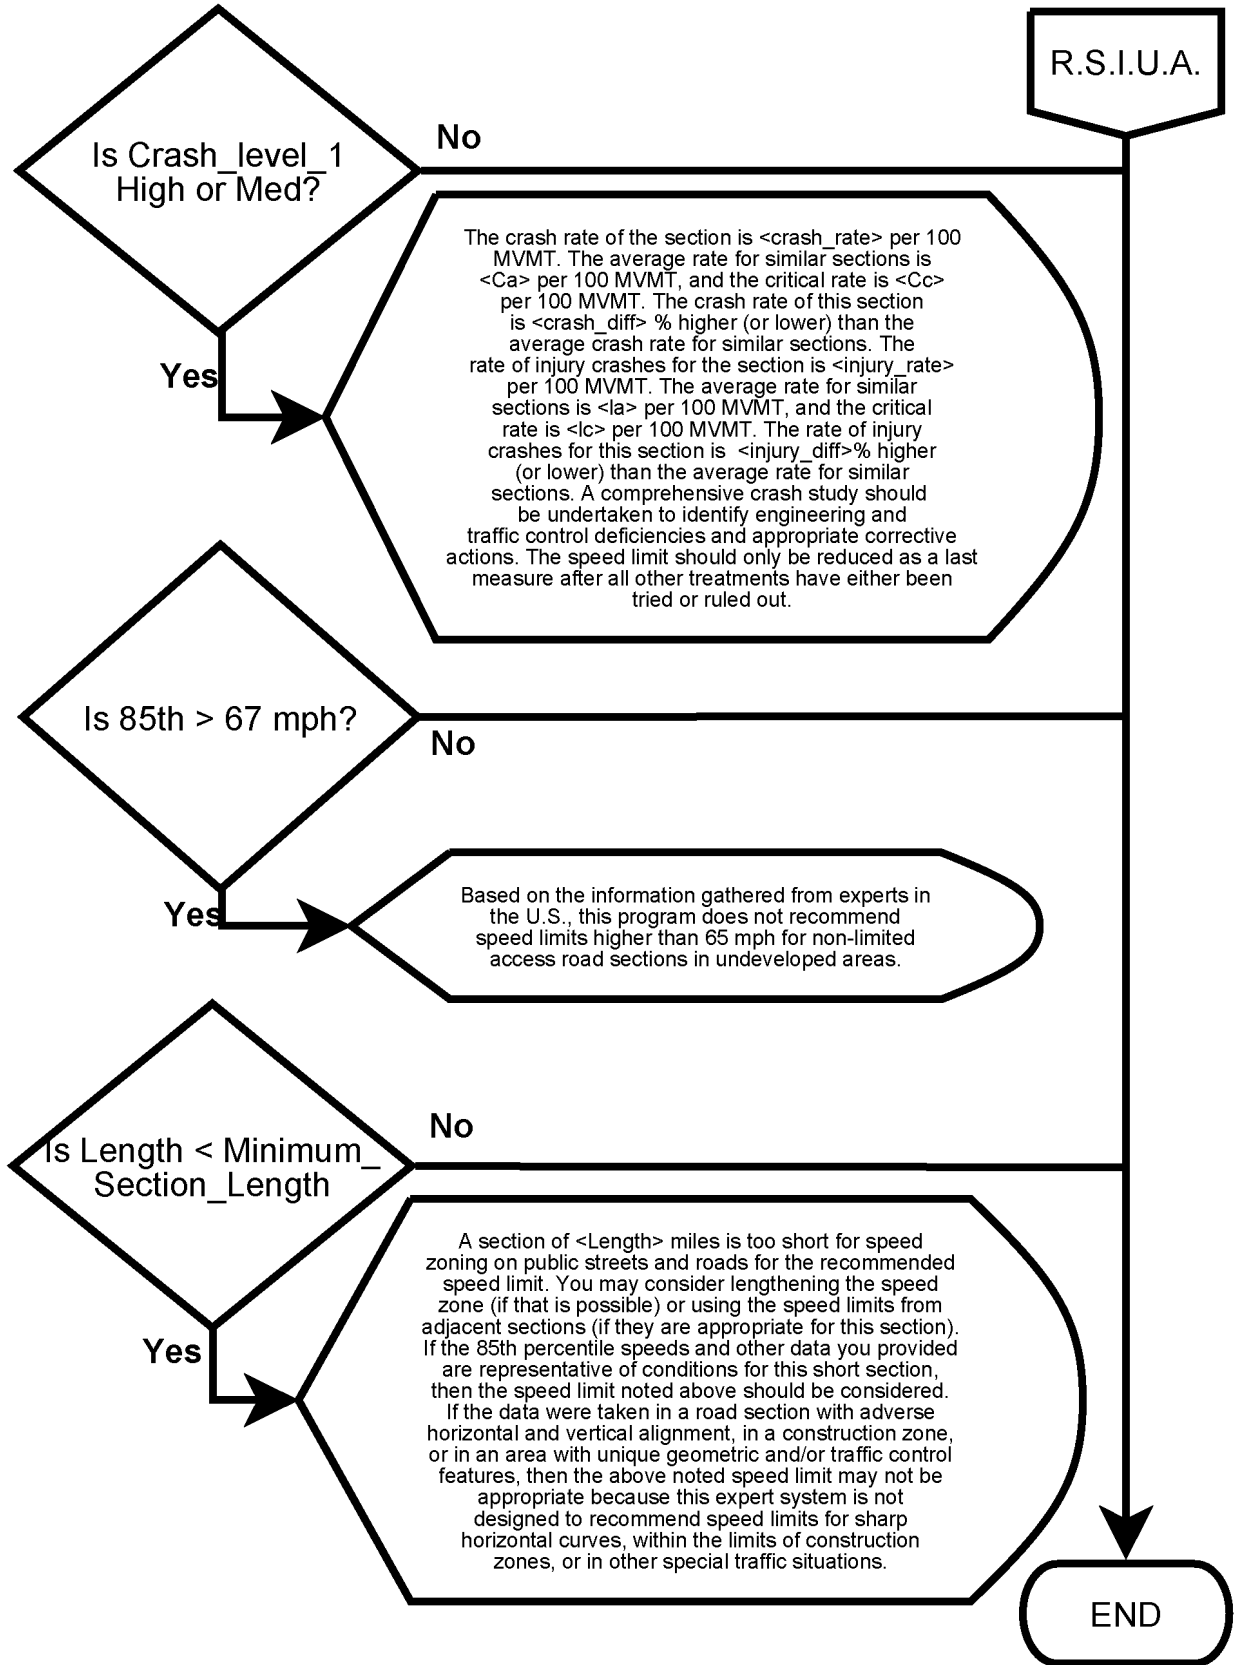 R.S.I.U.A.
Is Crash_level_1
High or Med?
No
Yes
The crash rate of the section is <crash_rate> per 100
MVMT. The average rate for similar sections is
<Ca> per 100 MVMT, and the critical rate is <Cc>
per 100 MVMT. The crash rate of this section
is <crash_diff> % higher (or lower) than the
average crash rate for similar sections. The
rate of injury crashes for the section is <injury_rate>
per 100 MVMT. The average rate for similar
sections is <Ia> per 100 MVMT, and the critical
rate is <Ic> per 100 MVMT. The rate of injury
crashes for this section is <injury_diff>% higher
(or lower) than the average rate for similar
sections. A comprehensive crash study should
be undertaken to identify engineering and
traffic control deficiencies and appropriate corrective
actions. The speed limit should only be reduced as a last
measure after all other treatments have either been
tried or ruled out.
Is 85th > 67 mph?
No
Yes
Based on the information gathered from experts in
the U.S., this program does not recommend
speed limits higher than 65 mph for non-limited
access road sections in undeveloped areas.
Is Length < Minimum_
Section_Length
No
Yes
A section of <Length> miles is too short for speed
zoning on public streets and roads for the recommended
speed limit. You may consider lengthening the speed
zone (if that is possible) or using the speed limits from
adjacent sections (if they are appropriate for this section).
If the 85th percentile speeds and other data you provided
are representative of conditions for this short section,
then the speed limit noted above should be considered.
If the data were taken in a road section with adverse
horizontal and vertical alignment, in a construction zone,
or in an area with unique geometric and/or traffic control
features, then the above noted speed limit may not be
appropriate because this expert system is not
designed to recommend speed limits for sharp
horizontal curves, within the limits of construction
zones, or in other special traffic situations.
END